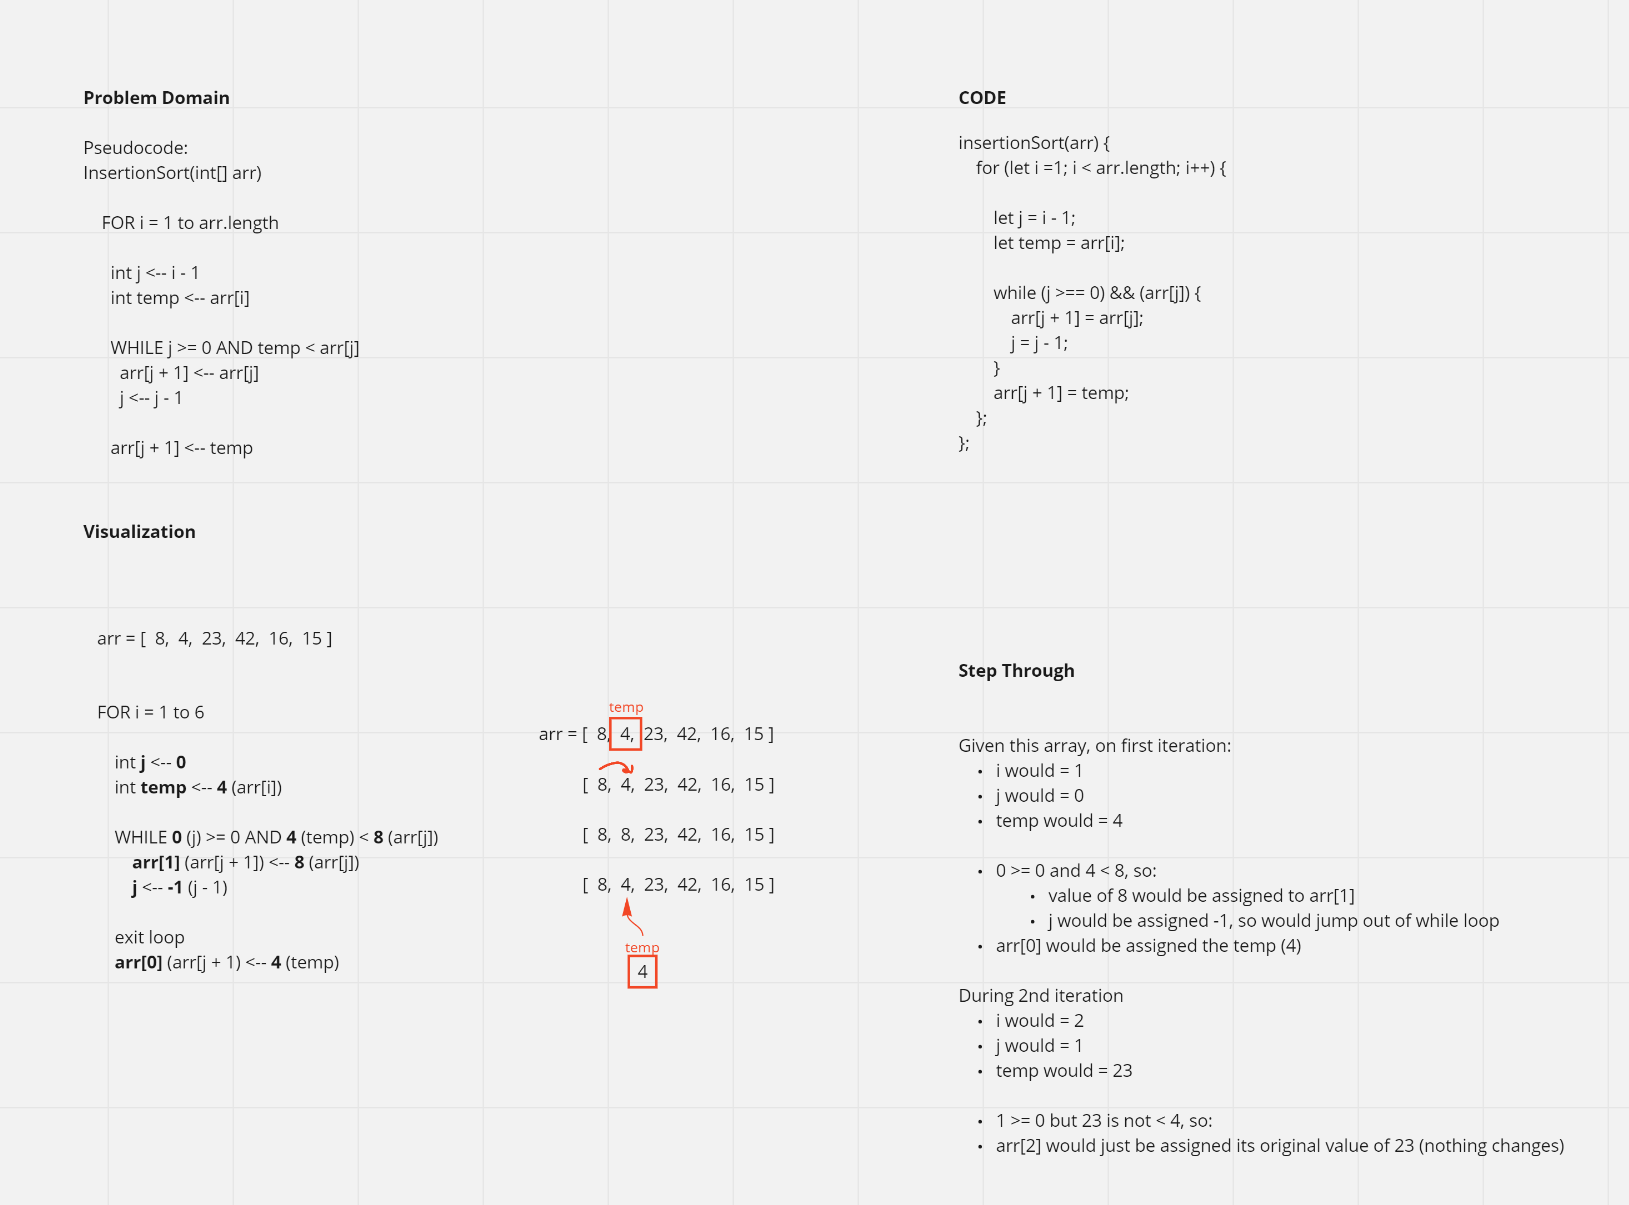 Problem Domain
Pseudocode:
InsertionSort(int[] arr)
FOR i = 1 to arr.length
int j <-- i - 1
int temp <-- arr[i]
WHILE j >= 0 AND temp < arr[j]
arr[j + 1] <-- arr[j]
j <-- j - 1
arr[j + 1] <-- temp
CODE
insertionSort(arr) {
for (let i =1; i < arr.length; i++) {
let j = i - 1;
let temp = arr[i];
while (j >== 0) && (arr[j]) {
arr[j + 1] = arr[j];
j = j - 1;
}
arr[j + 1] = temp;
};
};
Visualization
arr = [ 8, 4, 23, 42, 16, 15 ]
FOR i = 1 to 6
int j <-- 0
int temp <-- 4 (arr[i])
WHILE 0 (j) >= 0 AND 4 (temp) < 8 (arr[j])
arr[1] (arr[j + 1]) <-- 8 (arr[j])
j <-- -1 (j - 1)
exit loop
arr[0] (arr[j + 1) <-- 4 (temp)
temp
arr = [ 8, 4, 23, 42, 16, 15 ]
[ 8, 4, 23, 42, 16, 15 ]
[ 8, 8, 23, 42, 16, 15 ]
[ 8, 4, 23, 42, 16, 15 ]
temp
4
Step Through
Given this array, on first iteration:
• i would = 1
• j would = 0
• temp would = 4
• 0 >= 0 and 4 < 8, so:
• value of 8 would be assigned to arr[1]
• j would be assigned -1, so would jump out of while loop
• arr[0] would be assigned the temp (4)
During 2nd iteration
• i would = 2
• j would = 1
• temp would = 23
• 1 >= 0 but 23 is not < 4, so:
• arr[2] would just be assigned its original value of 23 (nothing changes)